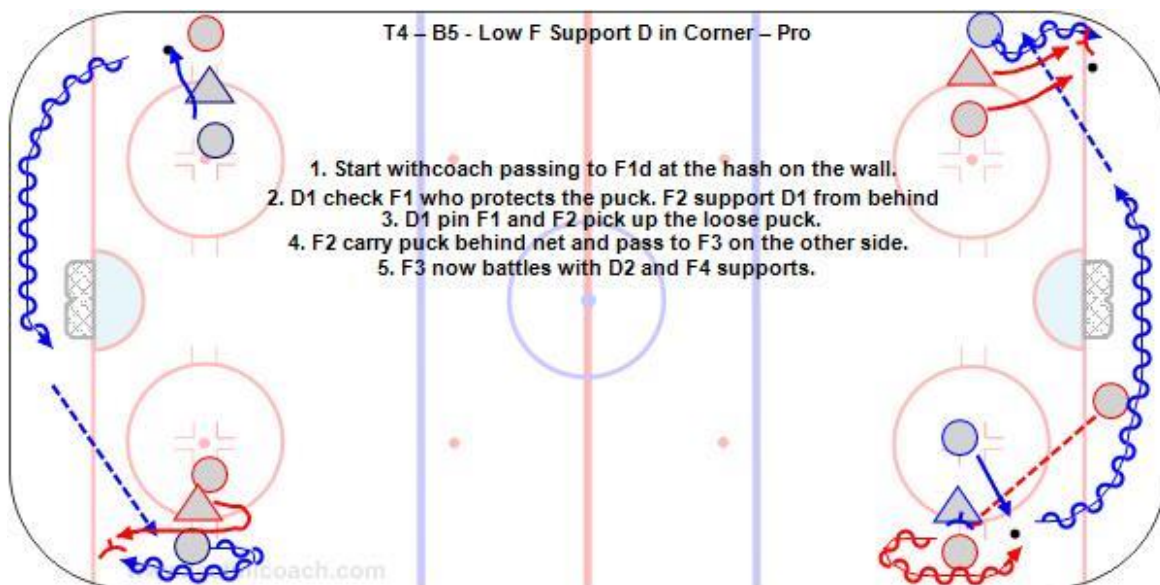 T4 – B5 - Low F Support D in Corner – Pro
1. Start withcoach passing to F1d at the hash on the wall.
2. D1 check F1 who protects the puck. F2 support D1 from behind
3. D1 pin F1 and F2 pick up the loose puck.
4. F2 carry puck behind net and pass to F3 on the other side.
5. F3 now battles with D2 and F4 supports.